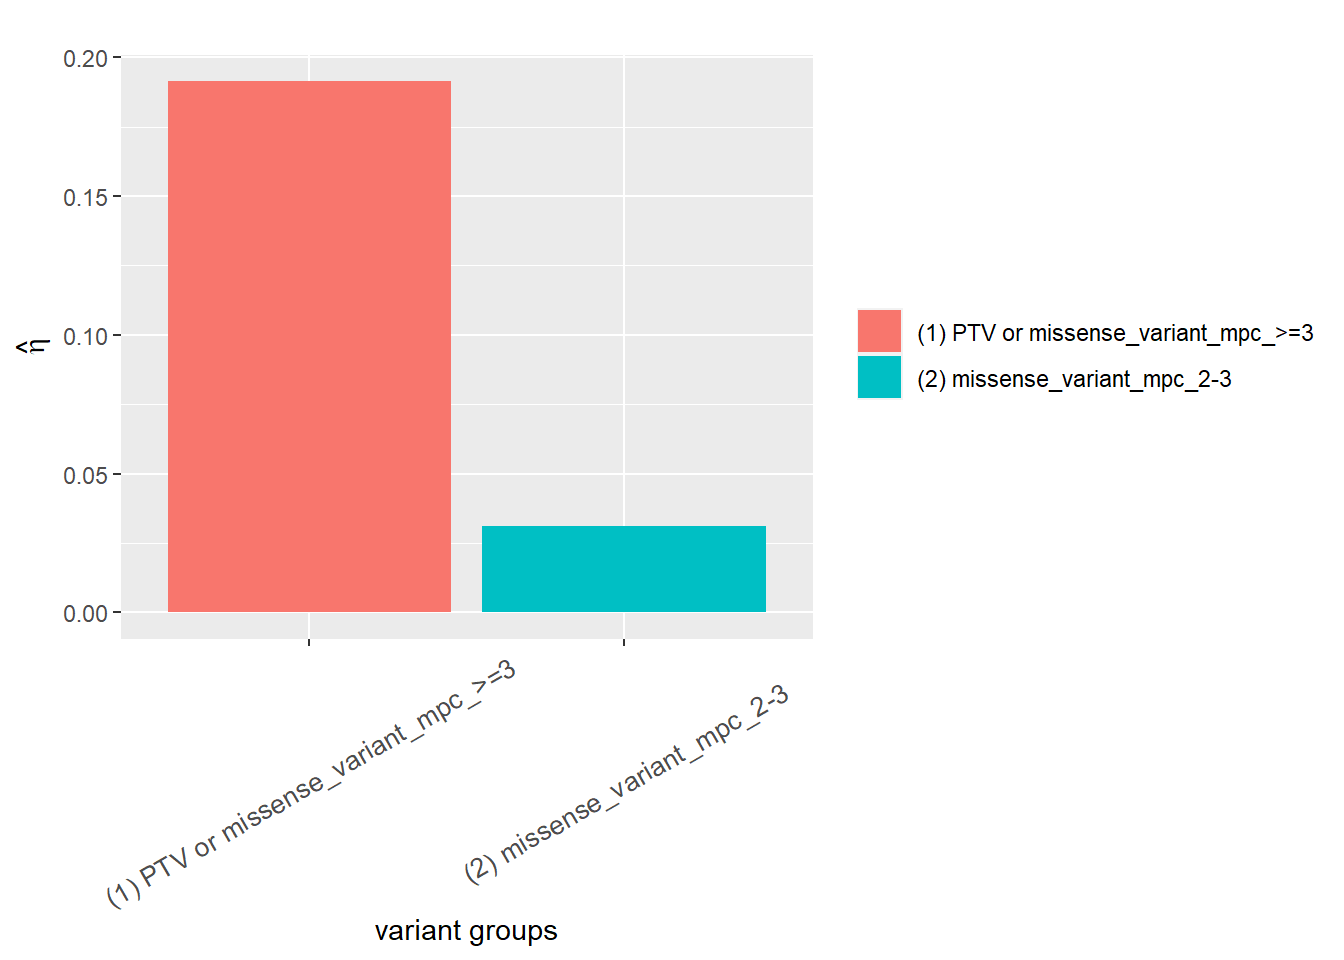 0.20
0.15
0.10
0.05
0.00
η̂
(1) PTV or missense_variant_mpc_>=3
(2) missense_variant_mpc_2-3
variant groups
(1) PTV or missense_variant_mpc_>=3
(2) missense_variant_mpc_2-3